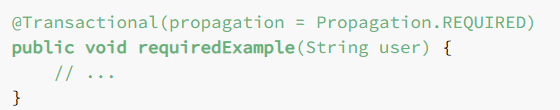 @Transactional(propagation = Propagation.REQUIRED)
public void requiredExample(String user) {
    // ...
}